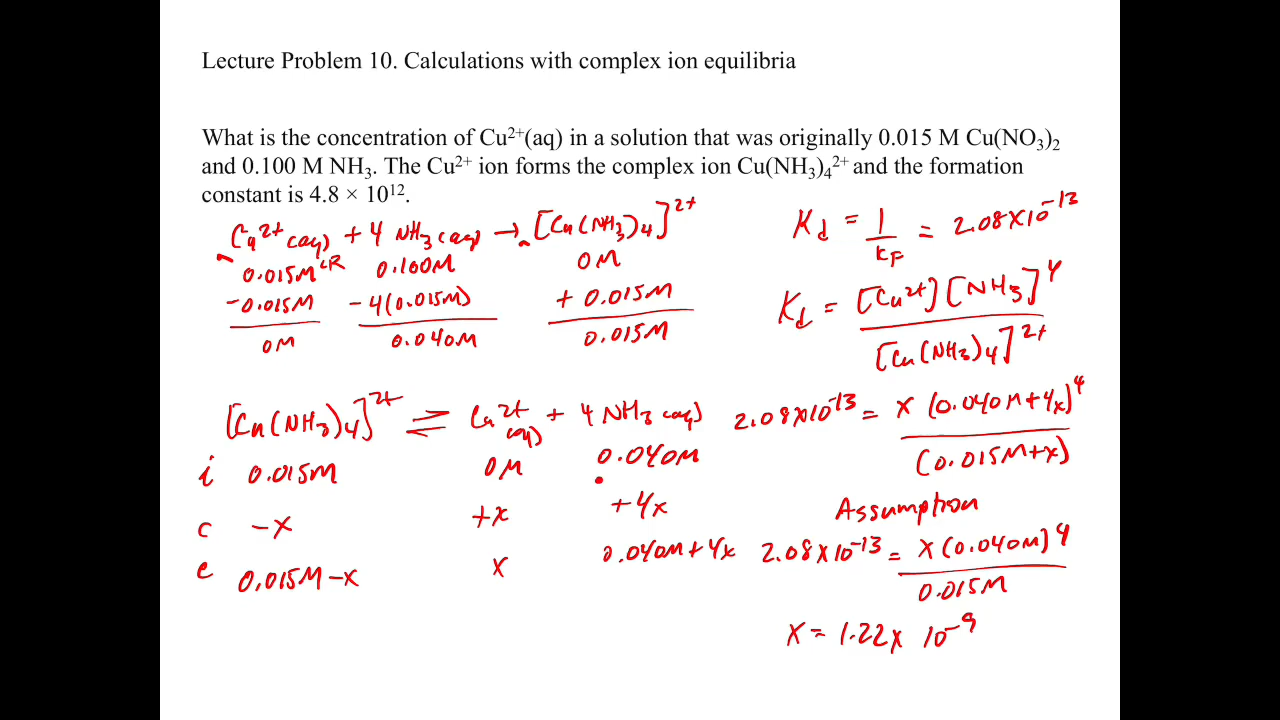 Lecture Problem 10. Calculations with complex ion equilibria
What is the concentration of Cu²⁺(aq) in a solution that was originally 0.015 M Cu(NO₃)₂
and 0.100 M NH₃. The Cu²⁺ ion forms the complex ion Cu(NH₃)₄²⁺ and the formation
constant is 4.8 × 10¹².
Cu²⁺(aq) + 4 NH₃(aq) → [Cu(NH₃)₄]²⁺
0.015M LR 0.100M 0M
-0.015M -4(0.015M) +0.015M
0M 0.040M 0.015M
[Cu(NH₃)₄]²⁺ ⇌ Cu²⁺(aq) + 4 NH₃(aq)
i 0.015M 0M 0.040M
c -x +x +4x
e 0.015M-x x 0.040M+4x
Kd = 1/KF = 2.08X10⁻¹³
Kd = [Cu²⁺][NH₃]⁴ / [Cu(NH₃)₄]²⁺
2.08X10⁻¹³ = x(0.040M+4x)⁴ / (0.015M+x)
Assumption
2.08X10⁻¹³ = x(0.040M)⁴ / 0.015M
x = 1.22x 10⁻⁹